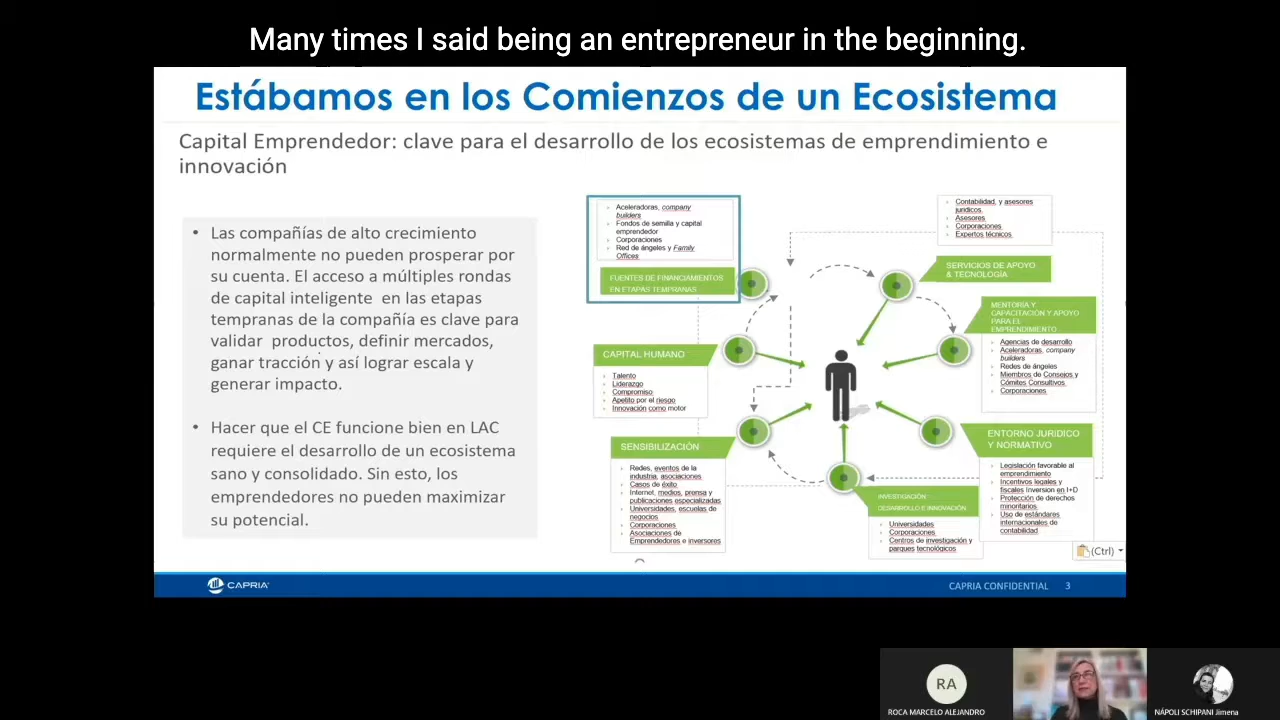 Many times I said being an entrepreneur in the beginning.
Estábamos en los Comienzos de un Ecosistema
Capital Emprendedor: clave para el desarrollo de los ecosistemas de emprendimiento e
innovación
• Las compañías de alto crecimiento
normalmente no pueden prosperar por
su cuenta. El acceso a múltiples rondas
de capital inteligente en las etapas
tempranas de la compañía es clave para
validar productos, definir mercados,
ganar tracción y así lograr escala y
generar impacto.
• Hacer que el CE funcione bien en LAC
requiere el desarrollo de un ecosistema
sano y consolidado. Sin esto, los
emprendedores no pueden maximizar
su potencial.
Aceleradoras, company
builders
Fondos de semilla y capital
emprendedor
Corporaciones
Red de ángeles y Family
Offices
FUENTES DE FINANCIAMIENTOS
EN ETAPAS TEMPRANAS
Contabilidad, y asesores
jurídicos,
Asesores
Corporaciones
Expertos técnicos
SERVICIOS DE APOYO
& TECNOLOGÍA
MENTORÍA Y
CAPACITACIÓN Y APOYO
PARA EL
EMPRENDIMIENTO
Agencias de desarrollo
Aceleradoras, company
builders
Redes de ángeles
Miembros de Consejos y
Cómites Consultivos
Corporaciones
CAPITAL HUMANO
Talento
Liderazgo
Compromiso
Apetito por el riesgo
Innovación como motor
SENSIBILIZACIÓN
Redes, eventos de la
industria, asociaciones
Casos de éxito
Internet, medios, prensa y
publicaciones especializadas
Universidades, escuelas de
negocios
Corporaciones
Asociaciones de
Emprendedores e inversores
ENTORNO JURIDICO
Y NORMATIVO
Legislación favorable al
emprendimiento
Incentivos legales y
fiscales Inversion en I+D
Protección de derechos
minoritarios
Uso de estándares
internacionales de
contabilidad
INVESTIGACIÓN
DESARROLLO E INNOVACIÓN
Universidades
Corporaciones
Centros de investigación y
parques tecnológicos
(Ctrl)
CAPRIA
CAPRIA CONFIDENTIAL 3
RA
ROCA MARCELO ALEJANDRO
NÁPOLI SCHIPANI Jimena